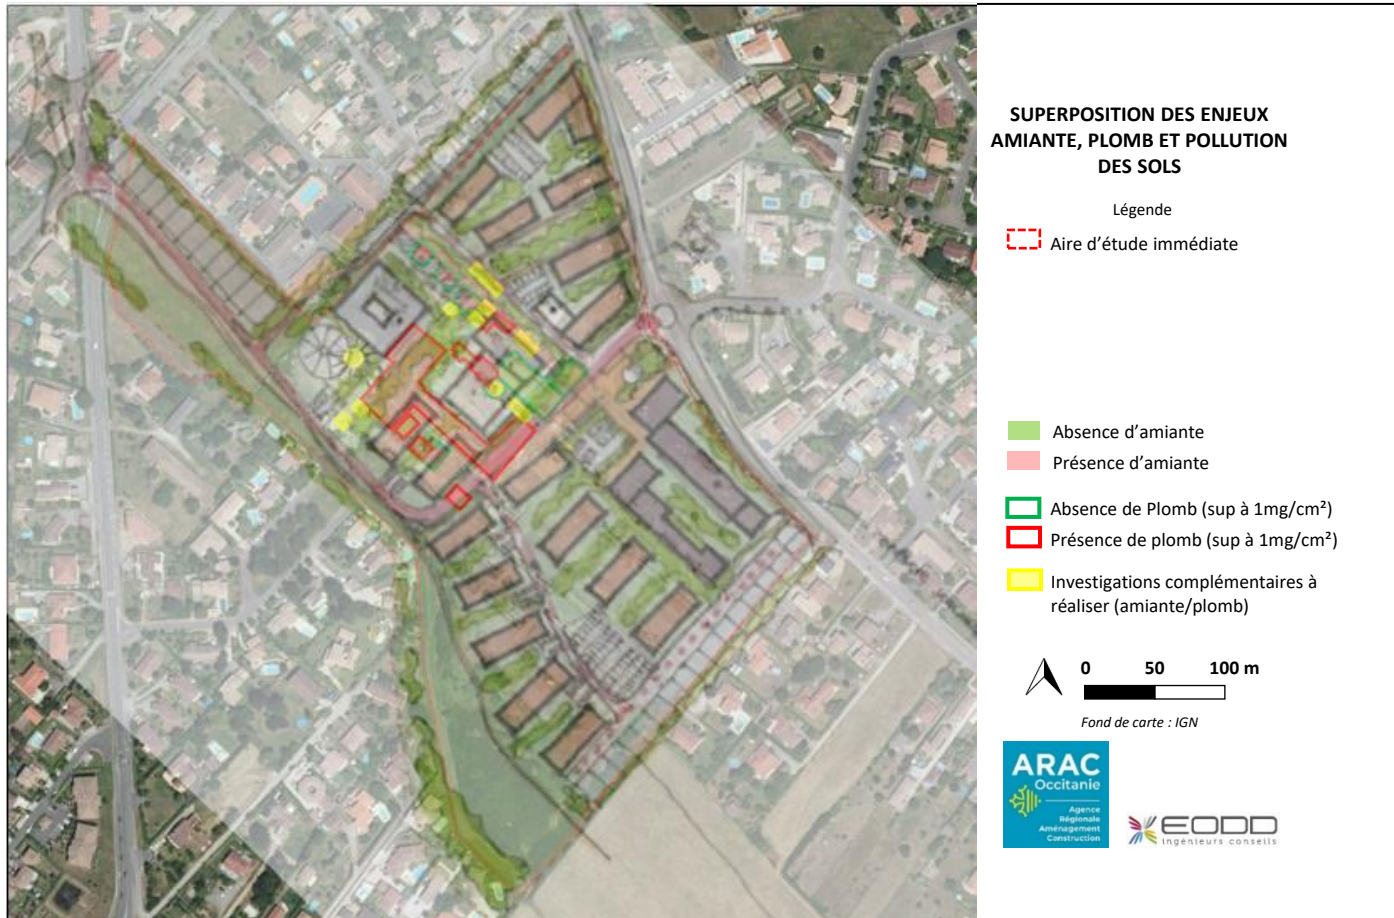 SUPERPOSITION DES ENJEUX
AMIANTE, PLOMB ET POLLUTION
DES SOLS
Légende
Aire d’étude immédiate
Absence d’amiante
Présence d’amiante
Absence de Plomb (sup à 1mg/cm²)
Présence de plomb (sup à 1mg/cm²)
Investigations complémentaires à
réaliser (amiante/plomb)
0 50 100 m
Fond de carte : IGN
ARAC
Occitanie
Agence
Régionale
Aménagement
Construction
EODD
ingénieurs conseils